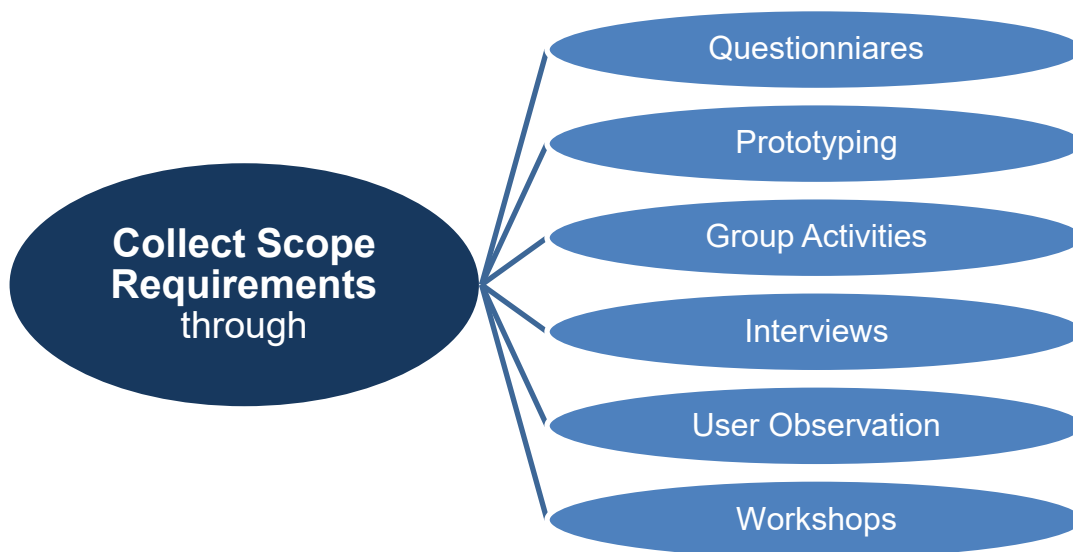 Collect Scope
Requirements
through
Questionniares
Prototyping
Group Activities
Interviews
User Observation
Workshops